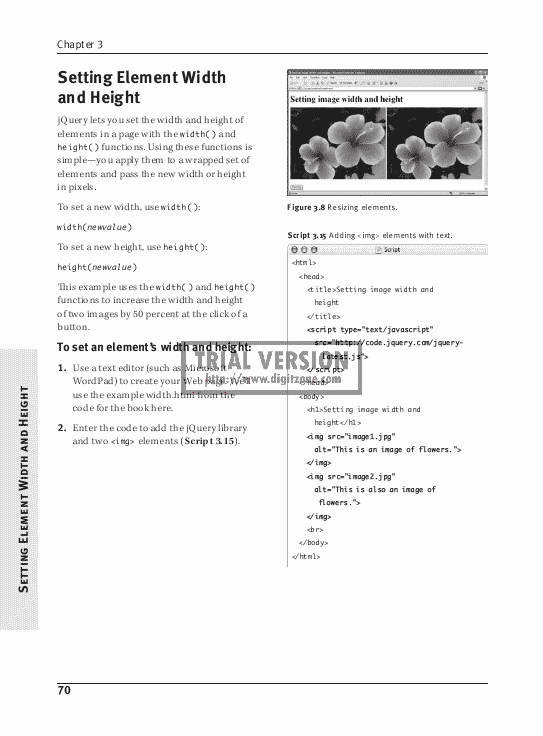 Chapter 3
Setting Element Width
and Height
jQuery lets you set the width and height of
elements in a page with the width() and
height() functions. Using these functions is
simple—you apply them to a wrapped set of
elements and pass the new width or height
in pixels.
To set a new width, use width():
width(newvalue)
To set a new height, use height():
height(newvalue)
This example uses the width() and height()
functions to increase the width and height
of two images by 50 percent at the click of a
button.
To set an element's width and height:
1. Use a text editor (such as Microsoft
WordPad) to create your Web page. We'll
use the example width.html from the
code for the book here.
2. Enter the code to add the jQuery library
and two <img> elements (Script 3.15).
Setting image width and height
Figure 3.8 Resizing elements.
Script 3.15 Adding <img> elements with text.
Script
<html>
<head>
<title>Setting image width and
height
</title>
<script type="text/javascript"
src="http://code.jquery.com/jquery-
latest.js">
</script>
</head>
<body>
<h1>Setting image width and
height</h1>
<img src="image1.jpg"
alt="This is an image of flowers.">
</img>
<img src="image2.jpg"
alt="This is also an image of
flowers.">
</img>
<br>
</body>
</html>
TRIAL VERSION
http://www.digitzone.com
Setting Element Width and Height
70